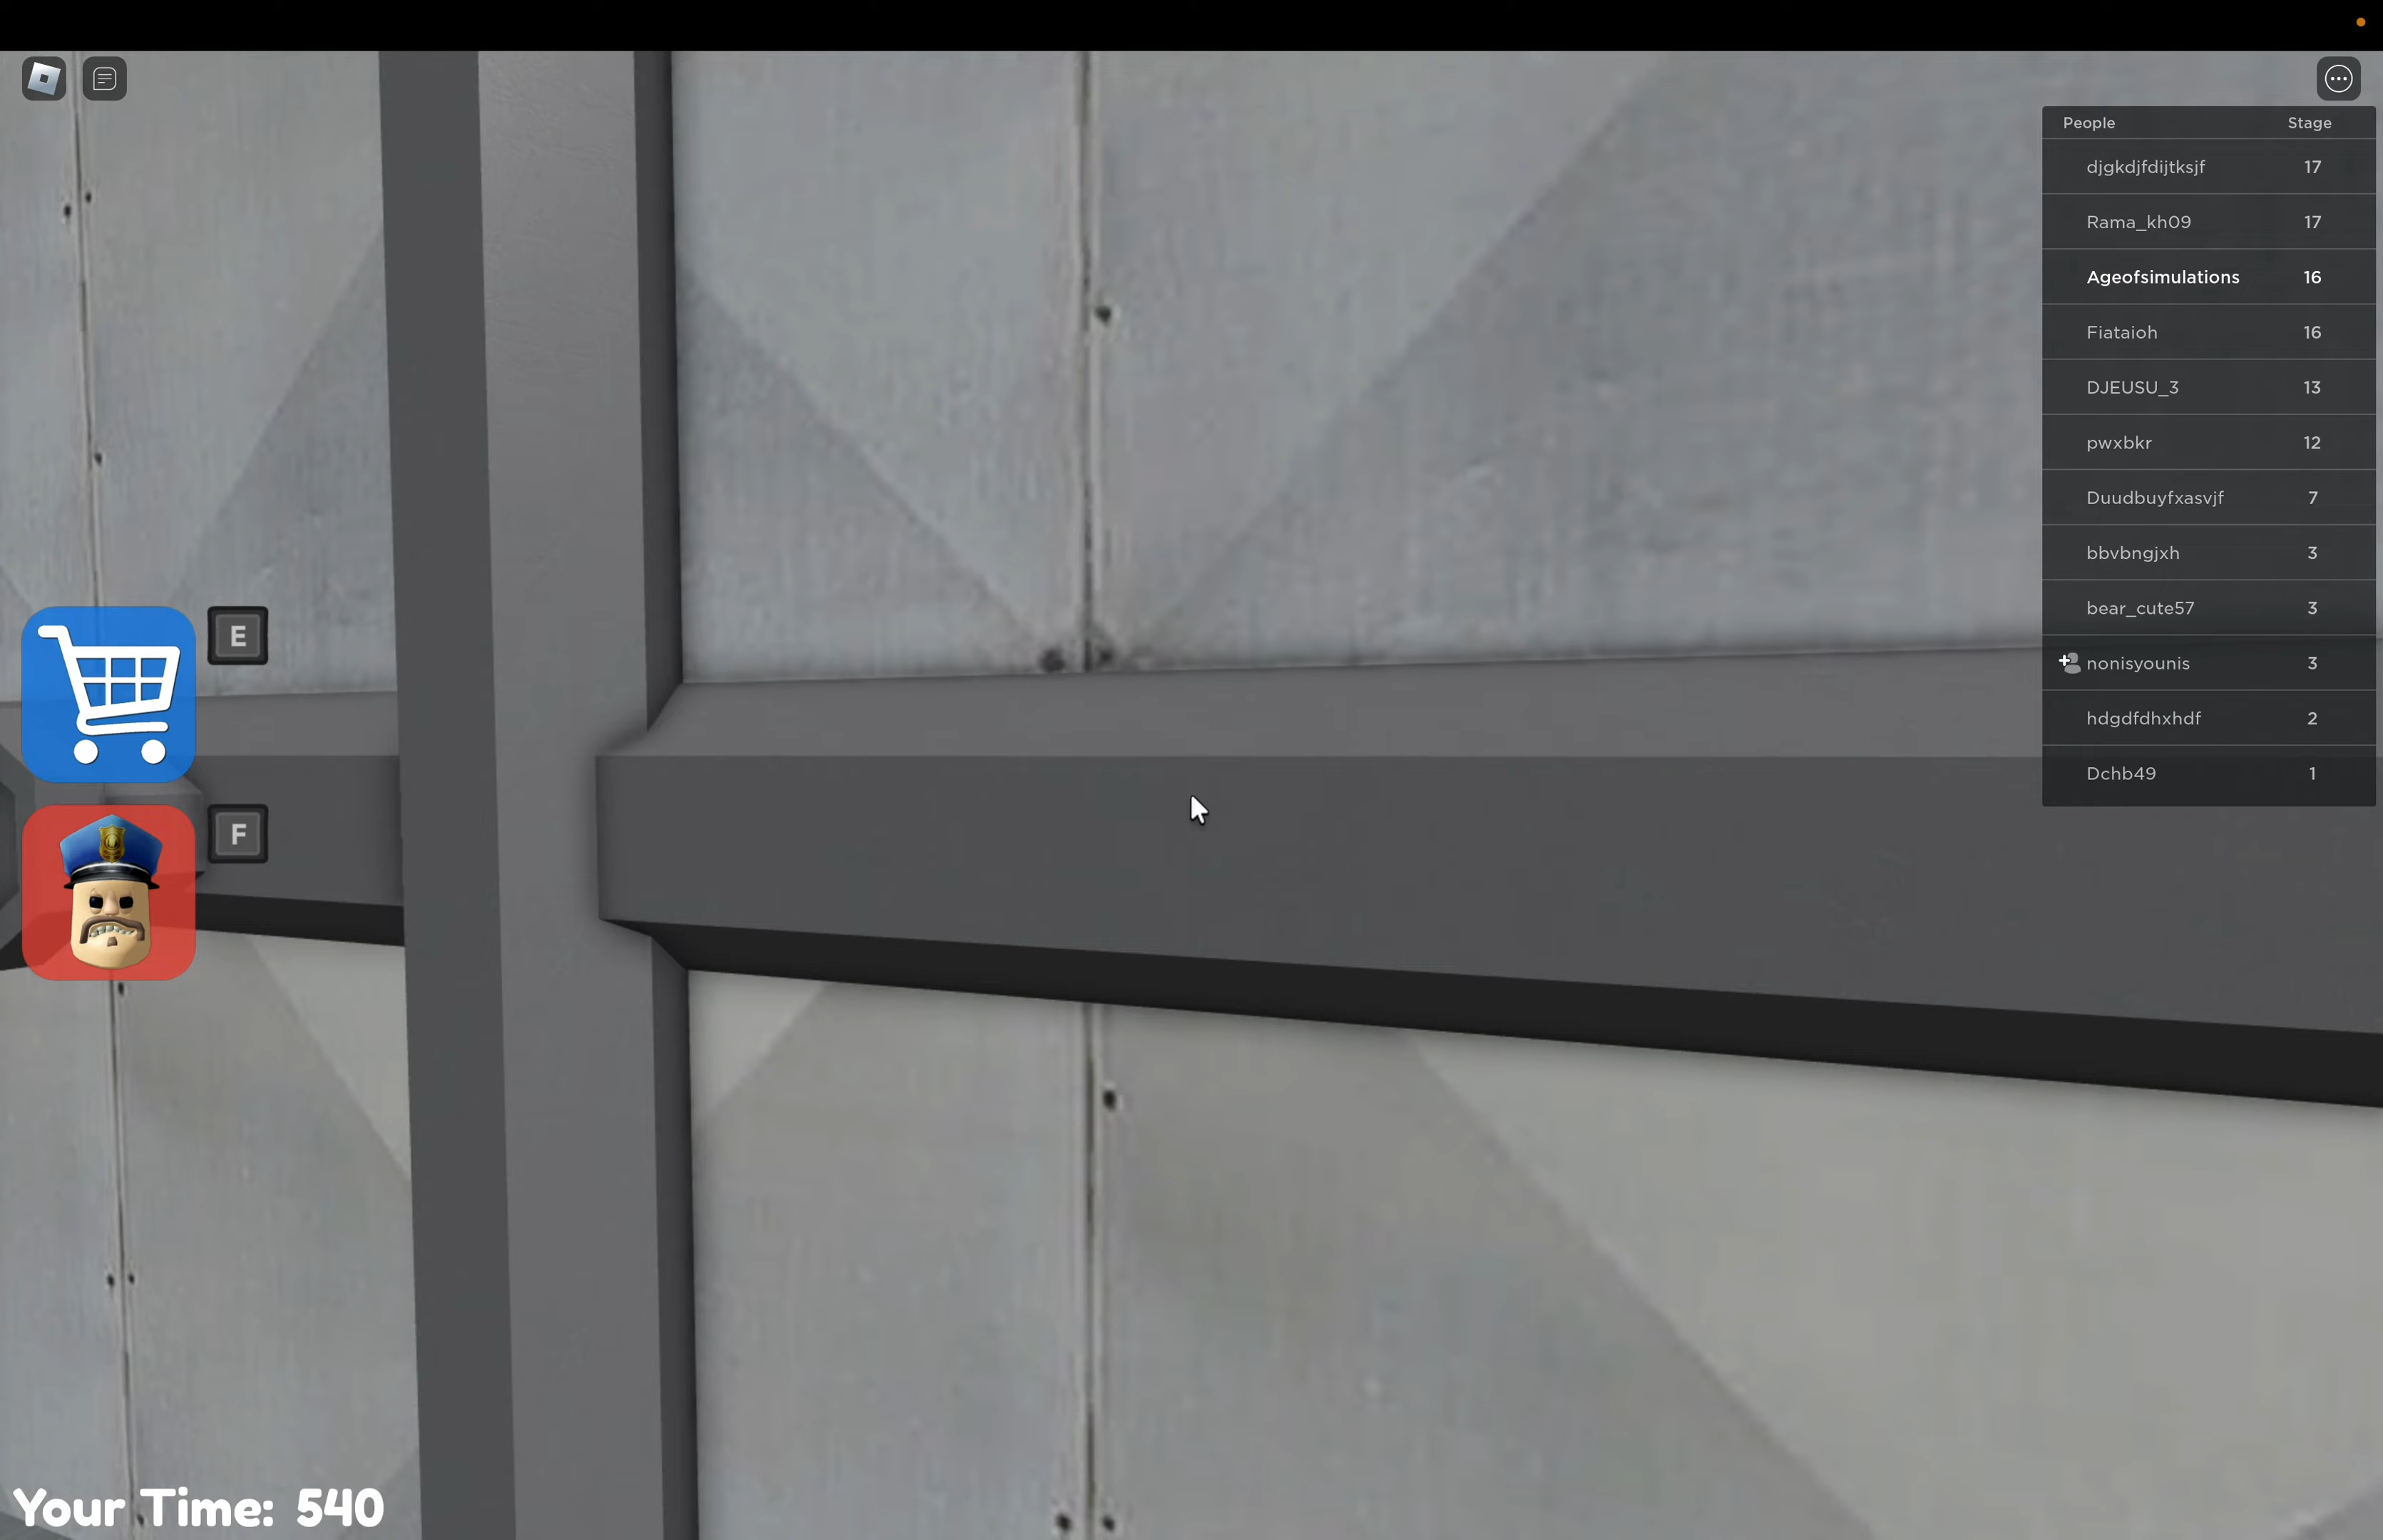 People Stage
djgkdjfdijtksjf 17
Rama_kh09 17
Ageofsimulations 16
Fiataioh 16
DJEUSU_3 13
pwxbkr 12
Duudbuyfxasvjf 7
bbvbngjxh 3
bear_cute57 3
nonisyounis 3
hdgdfdhxhdf 2
Dchb49 1
E
F
Your Time: 540